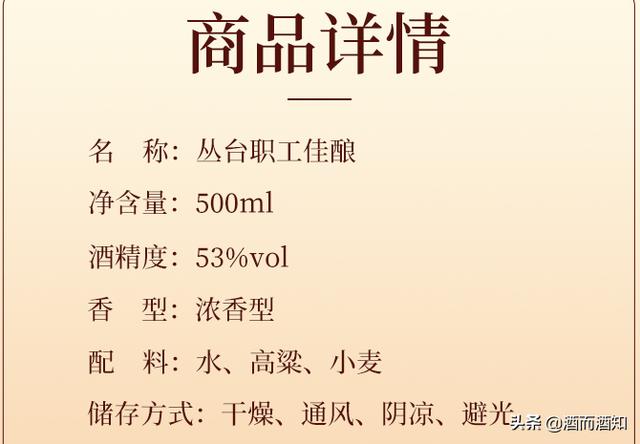 商品详情
名 称：丛台职工佳酿
净含量：500ml
酒精度：53%vol
香 型：浓香型
配 料：水、高粱、小麦
储存方式：干燥、通风、阴凉、避光
头条 @酒而酒知